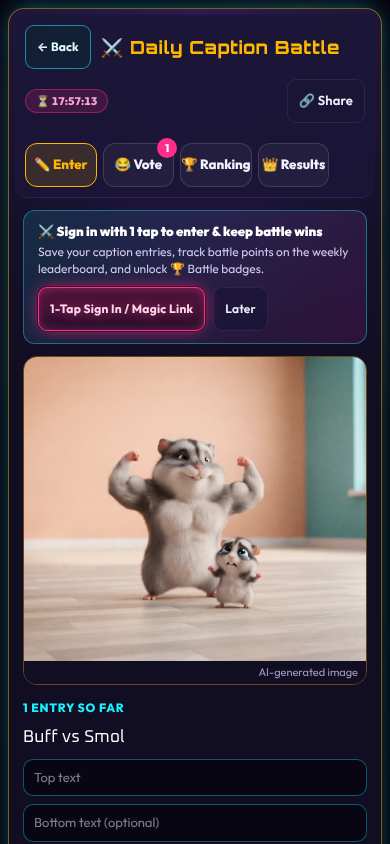 ← Back
⚔️ Daily Caption Battle
⏳ 17:57:13
🔗 Share
✏️ Enter
😂 Vote
1
🏆 Ranking
👑 Results
⚔️ Sign in with 1 tap to enter & keep battle wins
Save your caption entries, track battle points on the weekly
leaderboard, and unlock 🏆 Battle badges.
1-Tap Sign In / Magic Link
Later
AI-generated image
1 ENTRY SO FAR
Buff vs Smol
Top text
Bottom text (optional)